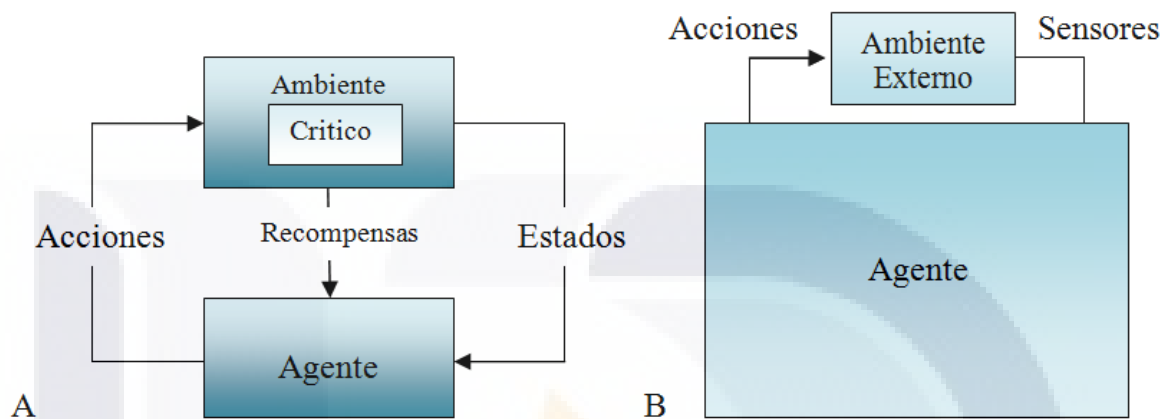 Ambiente
Critico
Acciones
Recompensas
Estados
Agente
A
Acciones
Ambiente
Externo
Sensores
Agente
B